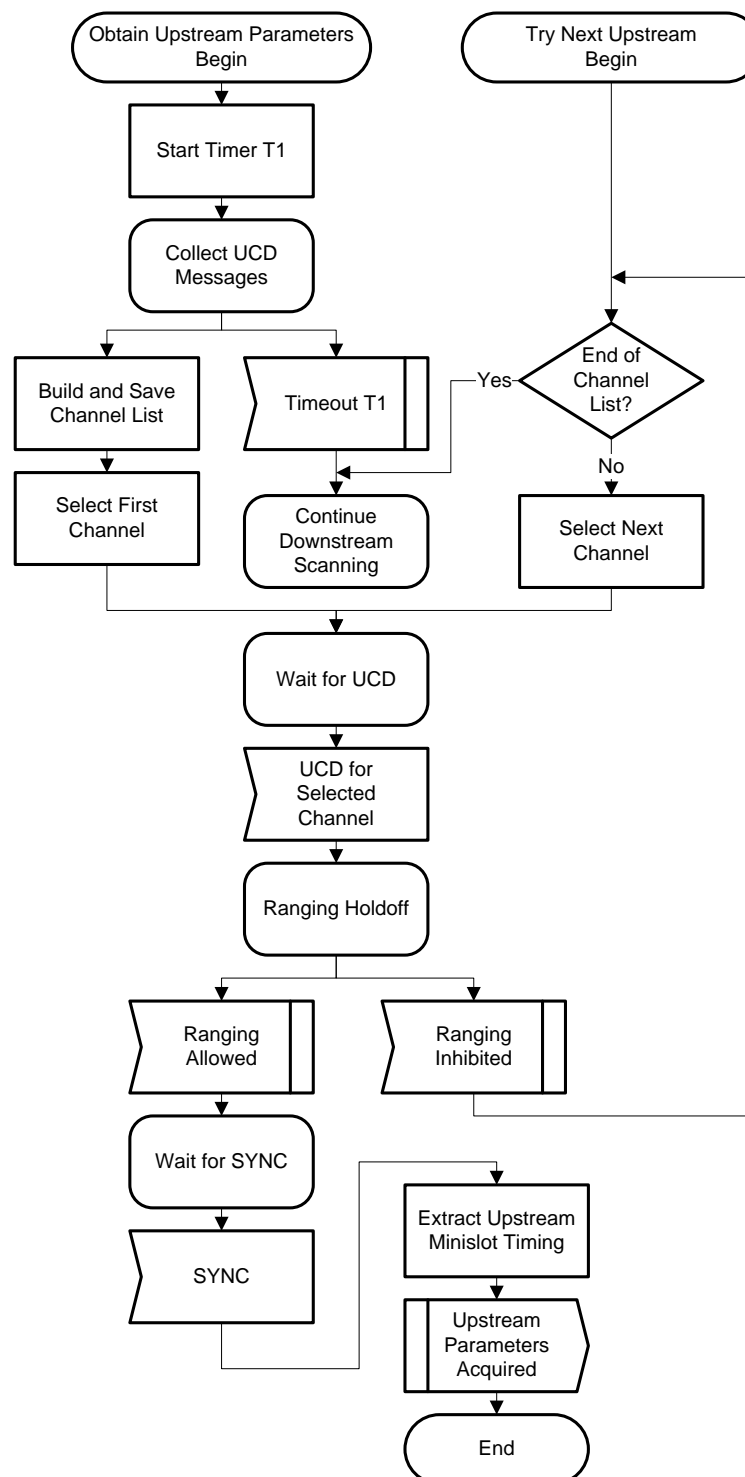 Obtain Upstream Parameters
Begin
Try Next Upstream
Begin
Start Timer T1
Collect UCD
Messages
Build and Save
Channel List
Timeout T1
Yes
End of
Channel
List?
No
Select First
Channel
Continue
Downstream
Scanning
Select Next
Channel
Wait for UCD
UCD for
Selected
Channel
Ranging Holdoff
Ranging
Allowed
Ranging
Inhibited
Wait for SYNC
SYNC
Extract Upstream
Minislot Timing
Upstream
Parameters
Acquired
End